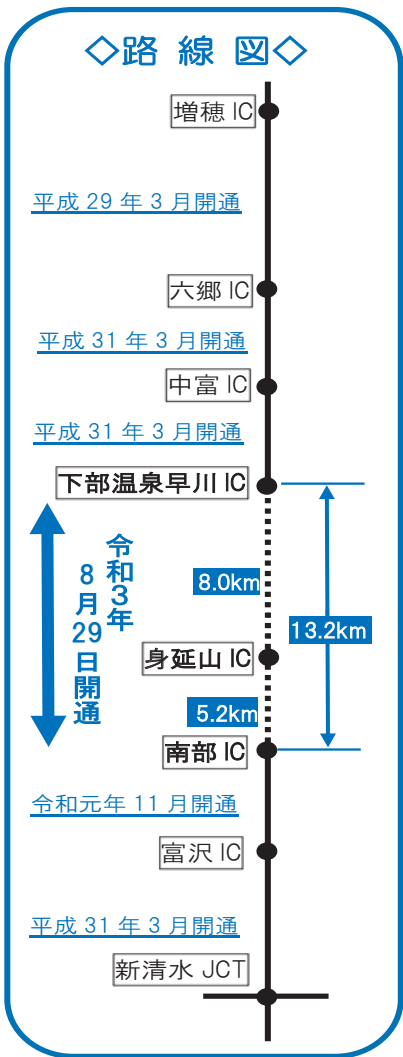 ◇路線図◇
増穂 IC
平成 29 年 3 月開通
六郷 IC
平成 31 年 3 月開通
中富 IC
平成 31 年 3 月開通
下部温泉早川 IC
令和3年
8月29日開通
8.0km
13.2km
身延山 IC
5.2km
南部 IC
令和元年 11 月開通
富沢 IC
平成 31 年 3 月開通
新清水 JCT